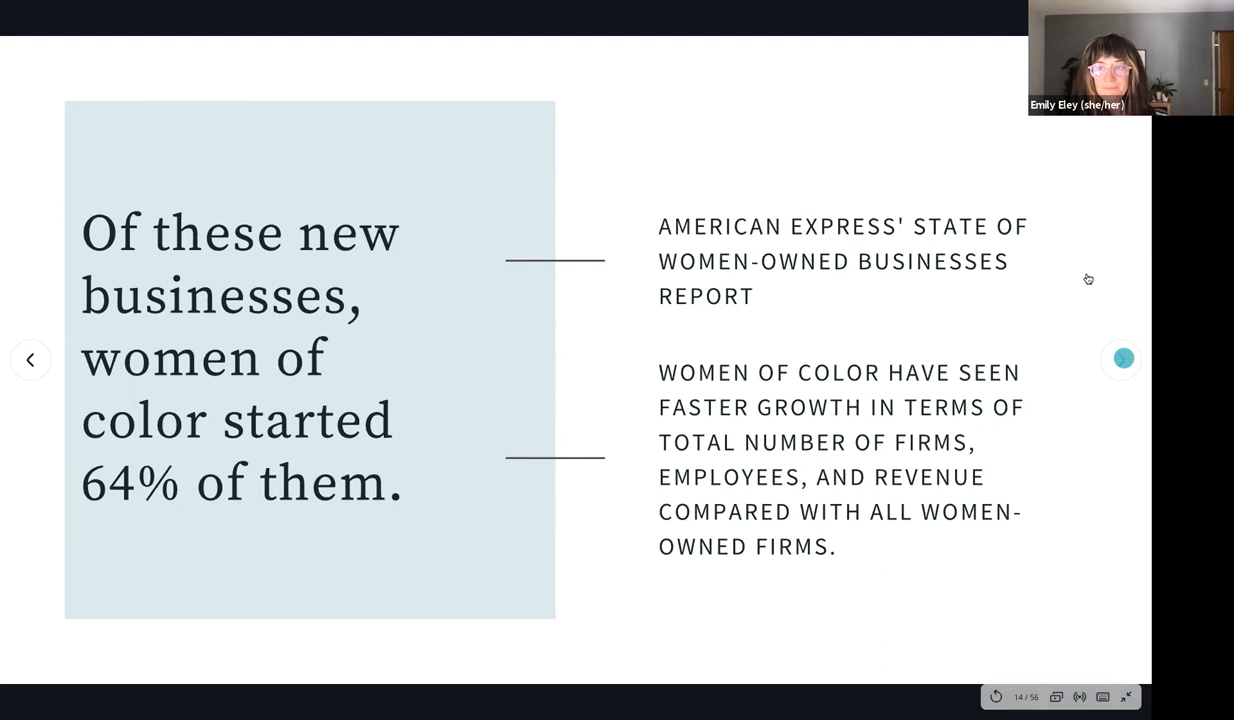 Emily Eley (she/her)
Of these new
businesses,
women of
color started
64% of them.
AMERICAN EXPRESS' STATE OF
WOMEN-OWNED BUSINESSES
REPORT
WOMEN OF COLOR HAVE SEEN
FASTER GROWTH IN TERMS OF
TOTAL NUMBER OF FIRMS,
EMPLOYEES, AND REVENUE
COMPARED WITH ALL WOMEN-
OWNED FIRMS.
14 / 56